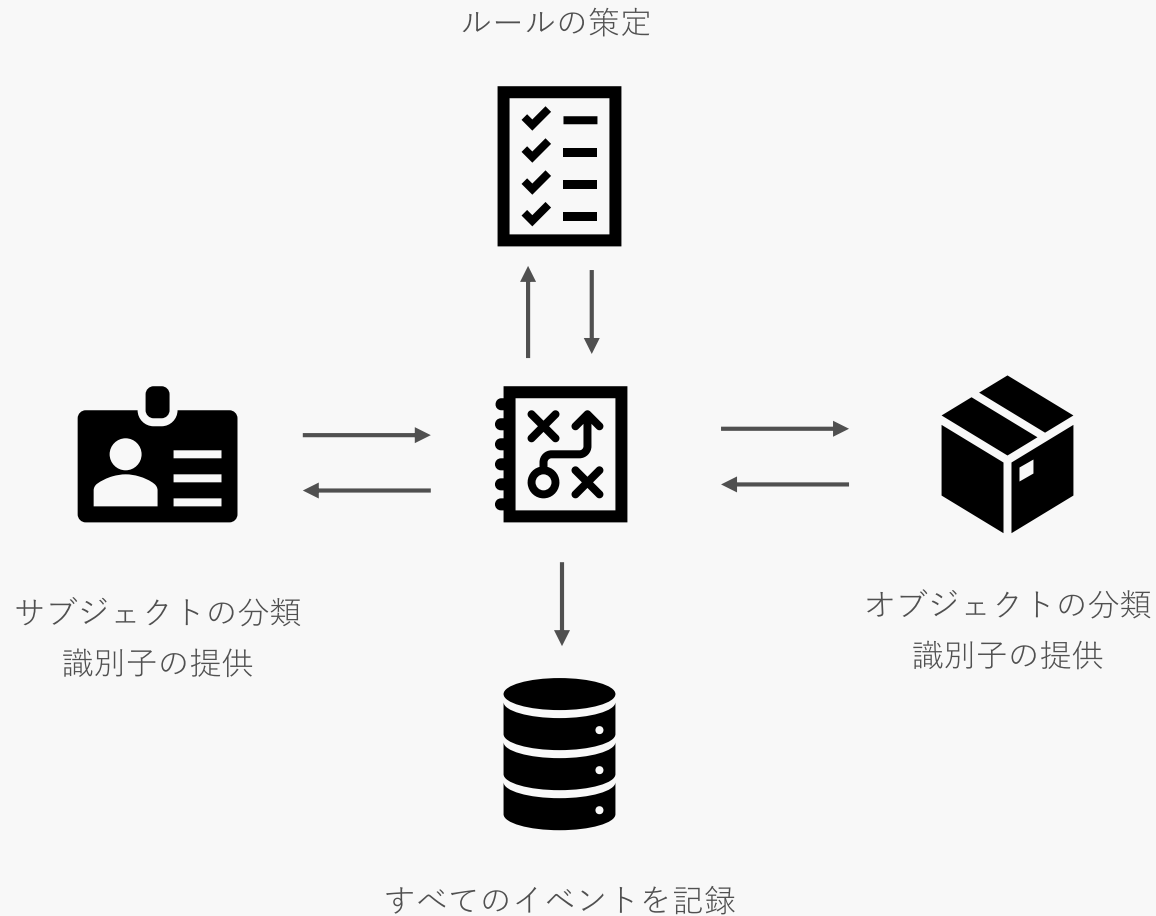 ルールの策定
サブジェクトの分類
識別子の提供
オブジェクトの分類
識別子の提供
すべてのイベントを記録